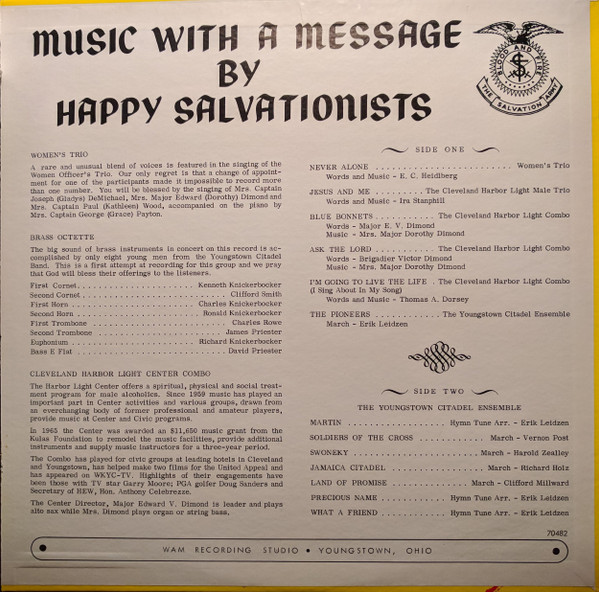 MUSIC WITH A MESSAGE
BY
HAPPY SALVATIONISTS
BLOOD AND FIRE
THE SALVATION ARMY
WOMEN'S TRIO
A rare and unusual blend of voices is featured in the singing of the
Women Officer's Trio. Our only regret is that a change of appoint-
ment for one of the participants made it impossible to record more
than one number. You will be blessed by the singing of Mrs. Captain
Joseph (Gladys) DeMichael, Mrs. Major Edward (Dorothy) Dimond and
Mrs. Captain Paul (Kathleen) Wood, accompanied on the piano by
Mrs. Captain George (Grace) Payton.
BRASS OCTETTE
The big sound of brass instruments in concert on this record is ac-
complished by only eight young men from the Youngstown Citadel
Band. This is a first attempt at recording for this group and we pray
that God will bless their offerings to the listeners.
First Cornet . . . . . . . . . . Kenneth Knickerbocker
Second Cornet . . . . . . . . . . Clifford Smith
First Horn . . . . . . . . . . Charles Knickerbocker
Second Horn . . . . . . . . . . Ronald Knickerbocker
First Trombone . . . . . . . . . . Charles Rowe
Second Trombone . . . . . . . . . . James Priester
Euphonium . . . . . . . . . . Richard Knickerbocker
Bass E Flat . . . . . . . . . . David Priester
CLEVELAND HARBOR LIGHT CENTER COMBO
The Harbor Light Center offers a spiritual, physical and social treat-
ment program for male alcoholics. Since 1959 music has played an
important part in Center activities and various groups, drawn from
an everchanging body of former professional and amateur players,
provide music at Center and Civic programs.
In 1965 the Center was awarded an $11,650 music grant from the
Kulas Foundation to remodel the music facilities, provide additional
instruments and supply music instructors for a three-year period.
The Combo has played for civic groups at leading hotels in Cleveland
and Youngstown, has helped make two films for the United Appeal and
has appeared on WKYC-TV. Highlights of their engagements have
been those with TV star Garry Moore; PGA golfer Doug Sanders and
Secretary of HEW, Hon. Anthony Celebrezze.
The Center Director, Major Edward V. Dimond is leader and plays
alto sax while Mrs. Dimond plays organ or string bass.
SIDE ONE
NEVER ALONE . . . . . . . . . . Women's Trio
Words and Music - E. C. Heidlberg
JESUS AND ME . . . . . . . . . . The Cleveland Harbor Light Male Trio
Words and Music - Ira Stanphill
BLUE BONNETS . . . . . . . . . . The Cleveland Harbor Light Combo
Words - Major E. V. Dimond
Music - Mrs. Major Dorothy Dimond
ASK THE LORD . . . . . . . . . . The Cleveland Harbor Light Combo
Words - Brigadier Victor Dimond
Music - Mrs. Major Dorothy Dimond
I'M GOING TO LIVE THE LIFE . The Cleveland Harbor Light Combo
(I Sing About In My Song)
Words and Music - Thomas A. Dorsey
THE PIONEERS . . . . . . . . . . The Youngstown Citadel Ensemble
March - Erik Leidzen
SIDE TWO
THE YOUNGSTOWN CITADEL ENSEMBLE
MARTIN . . . . . . . . . . Hymn Tune Arr. - Erik Leidzen
SOLDIERS OF THE CROSS . . . . . . . . . . March - Vernon Post
SWONEKY . . . . . . . . . . March - Harold Zealley
JAMAICA CITADEL . . . . . . . . . . March - Richard Holz
LAND OF PROMISE . . . . . . . . . . March - Clifford Millward
PRECIOUS NAME . . . . . . . . . . Hymn Tune Arr. - Erik Leidzen
WHAT A FRIEND . . . . . . . . . . Hymn Tune Arr. - Erik Leidzen
70482
WAM RECORDING STUDIO • YOUNGSTOWN, OHIO